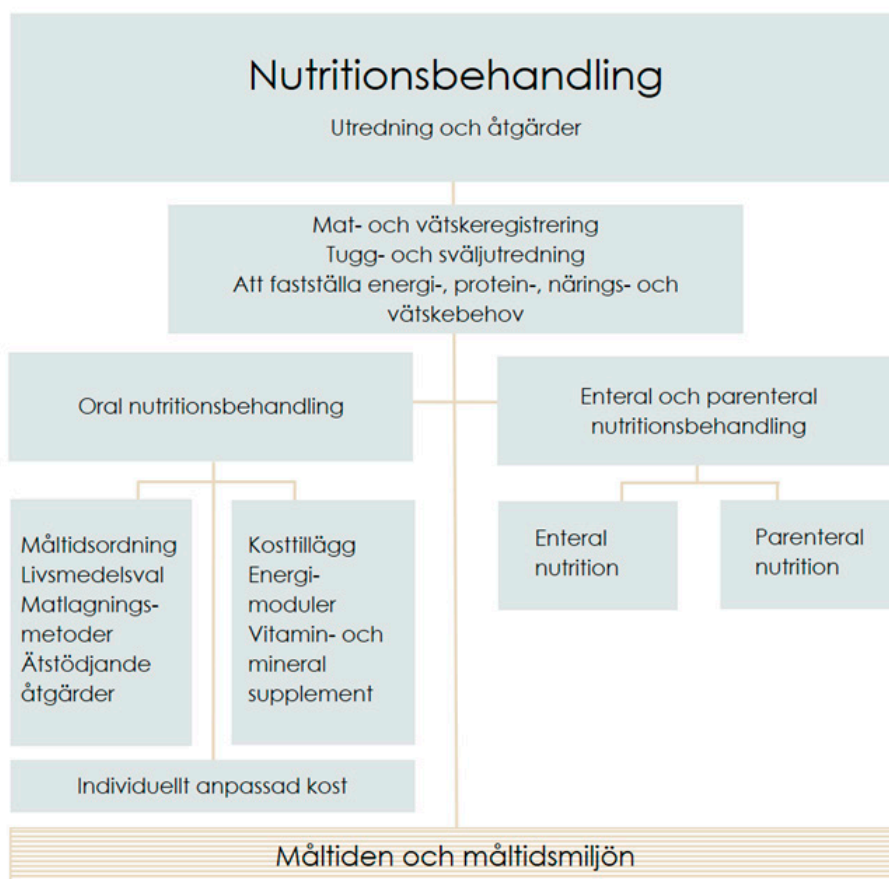 Nutritionsbehandling
Utredning och åtgärder
Mat- och vätskeregistrering
Tugg- och sväljutredning
Att fastställa energi-, protein-, närings- och
vätskebehov
Oral nutritionsbehandling
Enteral och parenteral
nutritionsbehandling
Måltidsordning
Livsmedelsval
Matlagnings-
metoder
Ätstödjande
åtgärder
Kosttillägg
Energi-
moduler
Vitamin- och
mineral
supplement
Enteral
nutrition
Parenteral
nutrition
Individuellt anpassad kost
Måltiden och måltidsmiljön